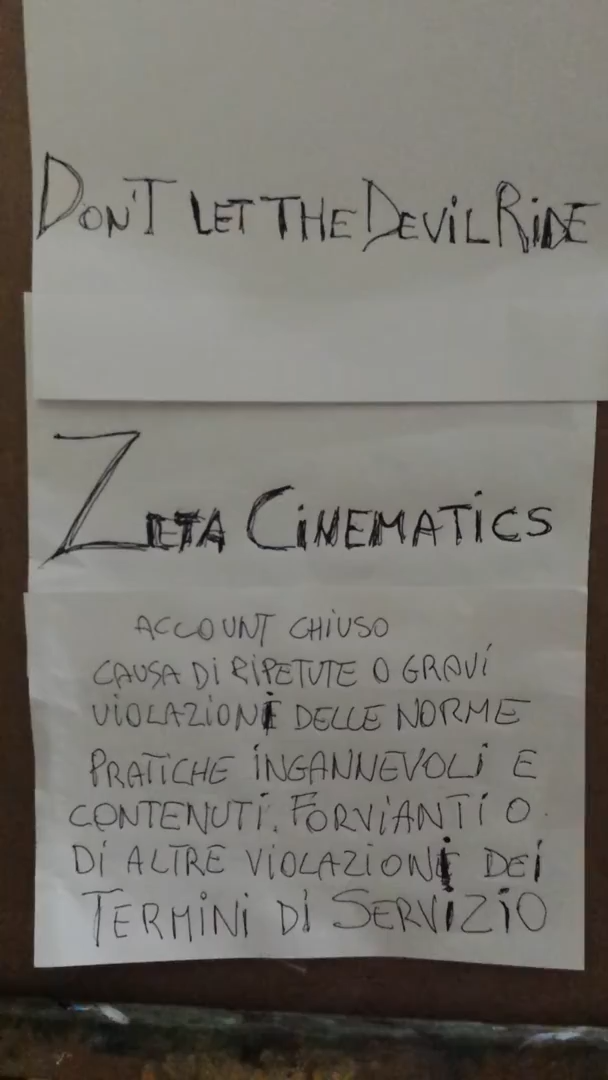 DON'T LET THE DEVIL RIDE
ZETA CINEMATICS
ACCOUNT CHIUSO
CAUSA DI RIPETUTE O GRAVI
VIOLAZIONI DELLE NORME
PRATICHE INGANNEVOLI E
CONTENUTI. FORVIANTI O
DI ALTRE VIOLAZIONI DEI
TERMINI DI SERVIZIO